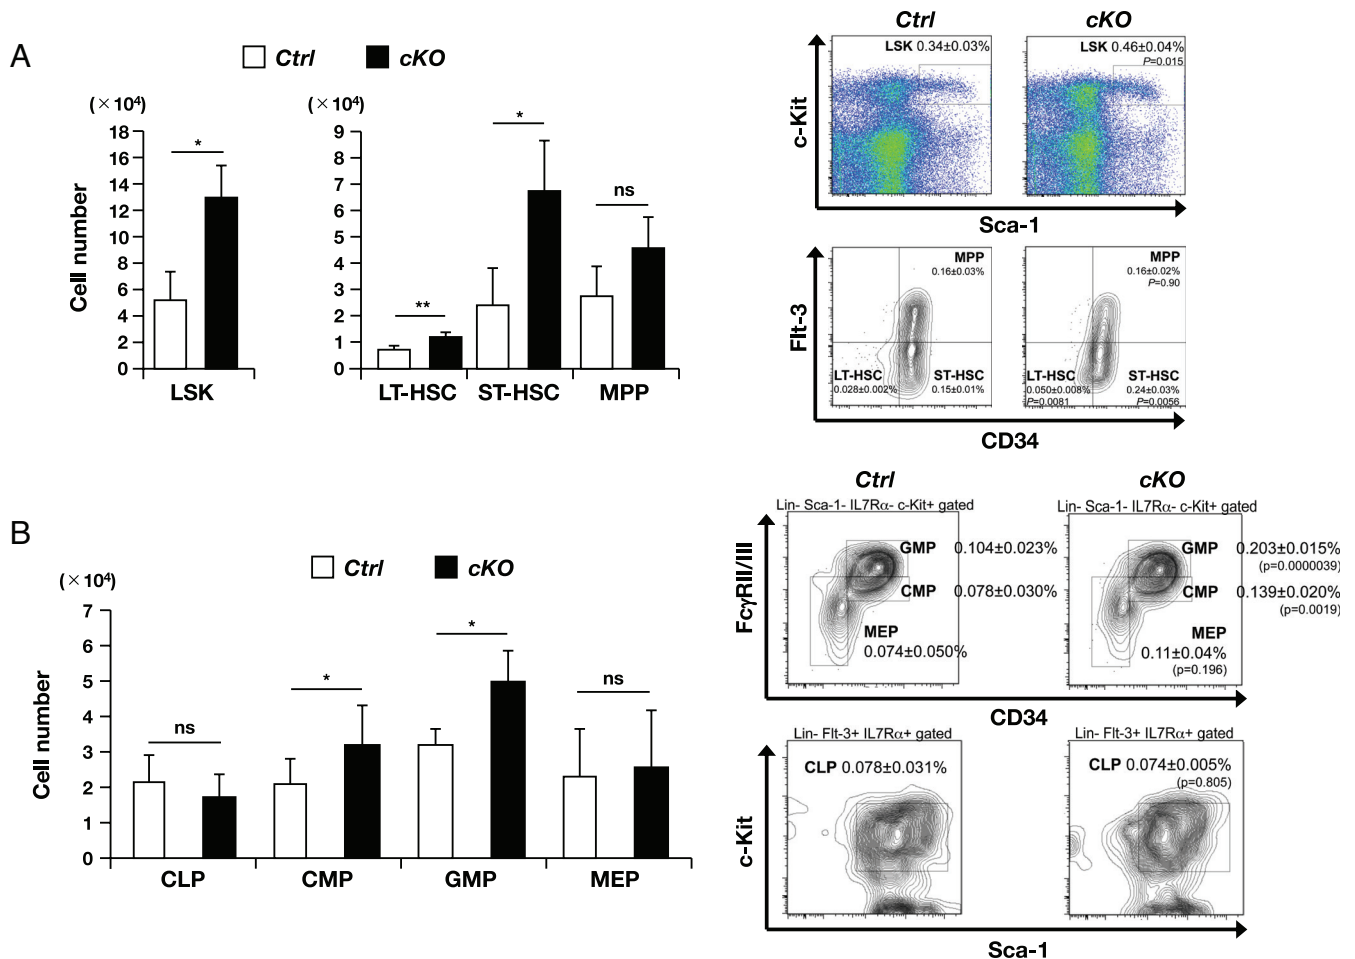 A
Ctrl
cKO
(×10⁴)
18
16
14
12
10
8
6
4
2
0
Cell number
*
LSK
(×10⁴)
9
8
7
6
5
4
3
2
1
0
**
*
ns
LT-HSC
ST-HSC
MPP
Ctrl
cKO
LSK 0.34±0.03%
LSK 0.46±0.04%
P=0.015
c-Kit
Sca-1
MPP
0.16±0.03%
LT-HSC
0.028±0.002%
ST-HSC
0.15±0.01%
MPP
0.16±0.02%
P=0.90
LT-HSC
0.050±0.008%
P=0.0081
ST-HSC
0.24±0.03%
P=0.0056
Flt-3
CD34
B
Ctrl
cKO
(×10⁴)
7
6
5
4
3
2
1
0
Cell number
ns
*
*
ns
CLP
CMP
GMP
MEP
Ctrl
cKO
Lin- Sca-1- IL7Rα- c-Kit+ gated
GMP 0.104±0.023%
CMP 0.078±0.030%
MEP
0.074±0.050%
Lin- Sca-1- IL7Rα- c-Kit+ gated
GMP 0.203±0.015%
(p=0.0000039)
CMP 0.139±0.020%
(p=0.0019)
MEP
0.11±0.04%
(p=0.196)
FcγRII/III
CD34
Lin- Flt-3+ IL7Rα+ gated
CLP 0.078±0.031%
Lin- Flt-3+ IL7Rα+ gated
CLP 0.074±0.005%
(p=0.805)
c-Kit
Sca-1